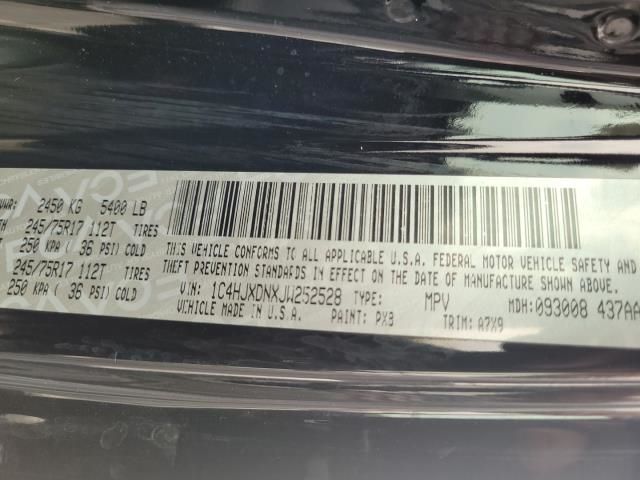 VWR: 2450 KG 5400 LB
TH 245/75R17 112T TIRES
250 KPA ( 36 PSI) COLD
245/75R17 112T TIRES
250 KPA ( 36 PSI) COLD
THIS VEHICLE CONFORMS TO ALL APPLICABLE U.S.A. FEDERAL MOTOR VEHICLE SAFETY AND
THEFT PREVENTION STANDARDS IN EFFECT ON THE DATE OF MANUFACTURE SHOWN ABOVE.
VIN: 1C4HJXDNXJW252528 TYPE: MPV MDH:093008 437AA
VEHICLE MADE IN U.S.A. PAINT: PX8 TRIM: A7X9